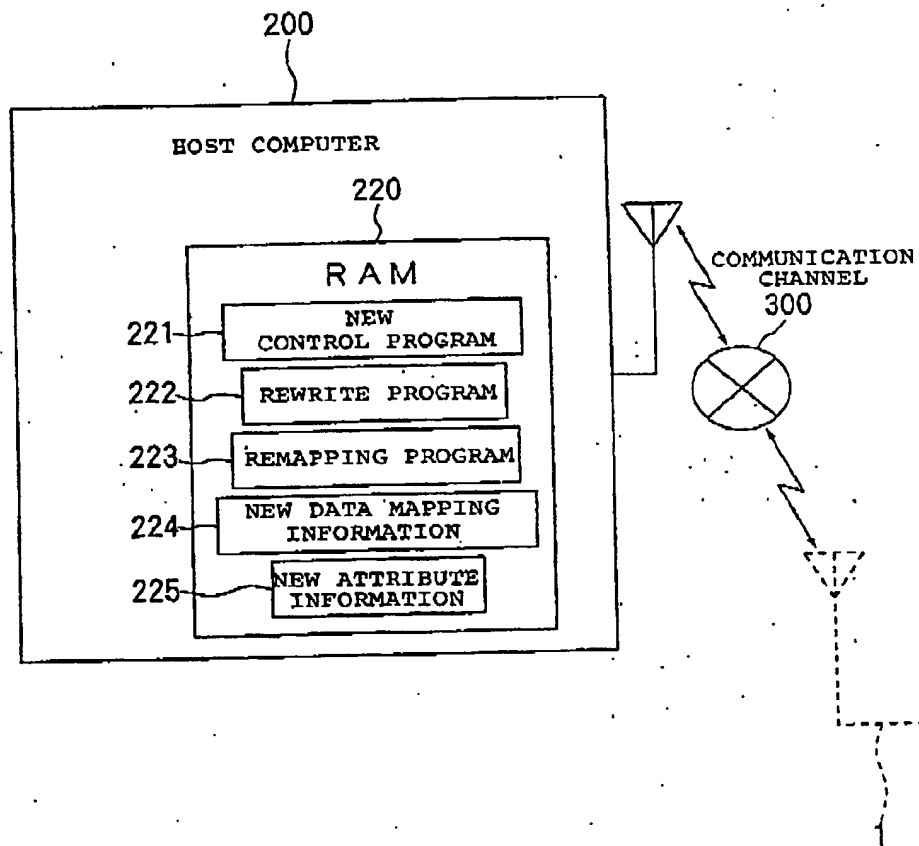 200
HOST COMPUTER
220
RAM
221
NEW
CONTROL PROGRAM
222
REWRITE PROGRAM
223
REMAPPING PROGRAM
224
NEW DATA MAPPING
INFORMATION
225
NEW ATTRIBUTE
INFORMATION
COMMUNICATION
CHANNEL
300
1